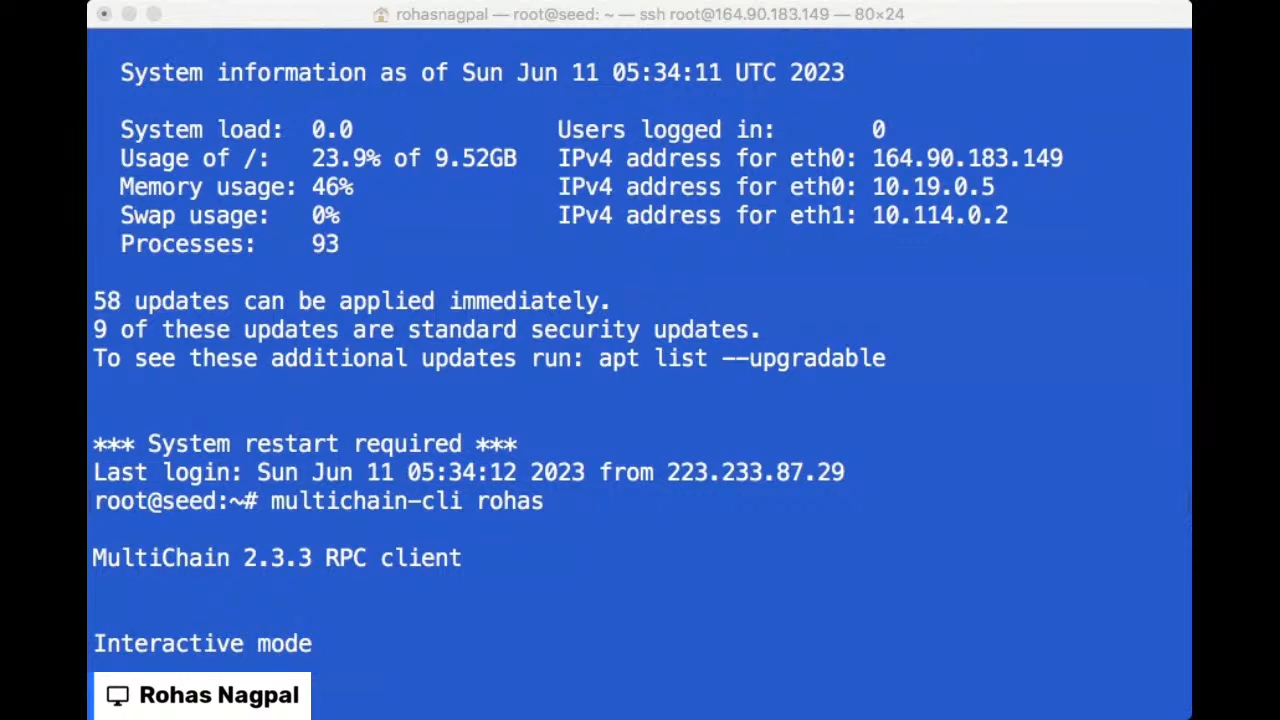 rohasnagpal — root@seed: ~ — ssh root@164.90.183.149 — 80×24
System information as of Sun Jun 11 05:34:11 UTC 2023
System load: 0.0 Users logged in: 0
Usage of /: 23.9% of 9.52GB IPv4 address for eth0: 164.90.183.149
Memory usage: 46% IPv4 address for eth0: 10.19.0.5
Swap usage: 0% IPv4 address for eth1: 10.114.0.2
Processes: 93
58 updates can be applied immediately.
9 of these updates are standard security updates.
To see these additional updates run: apt list --upgradable
*** System restart required ***
Last login: Sun Jun 11 05:34:12 2023 from 223.233.87.29
root@seed:~# multichain-cli rohas
MultiChain 2.3.3 RPC client
Interactive mode
Rohas Nagpal